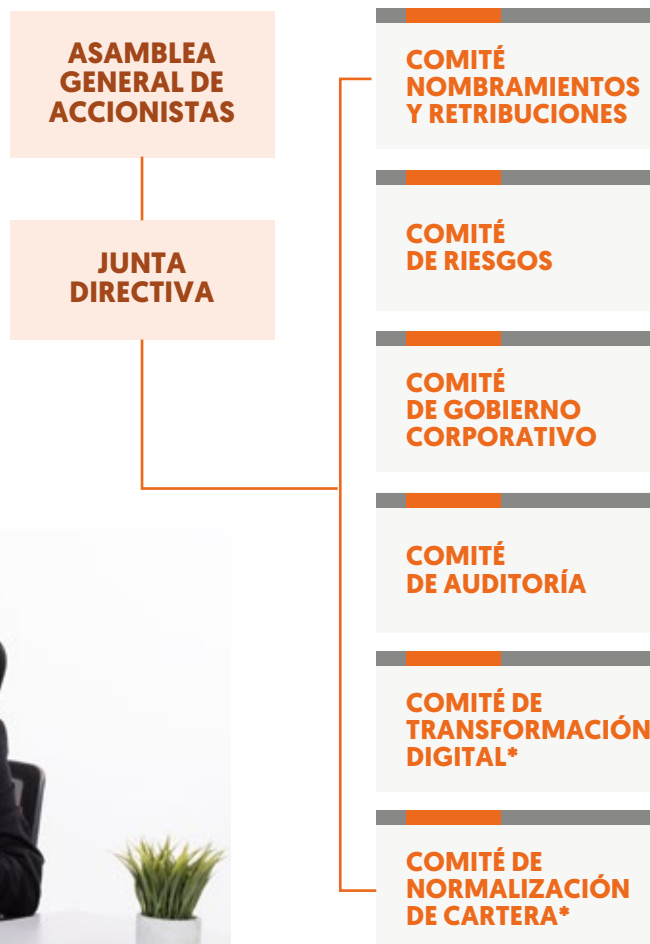 ASAMBLEA
GENERAL DE
ACCIONISTAS
JUNTA
DIRECTIVA
COMITÉ
NOMBRAMIENTOS
Y RETRIBUCIONES
COMITÉ
DE RIESGOS
COMITÉ
DE GOBIERNO
CORPORATIVO
COMITÉ
DE AUDITORÍA
COMITÉ DE
TRANSFORMACIÓN
DIGITAL*
COMITÉ DE
NORMALIZACIÓN
DE CARTERA*